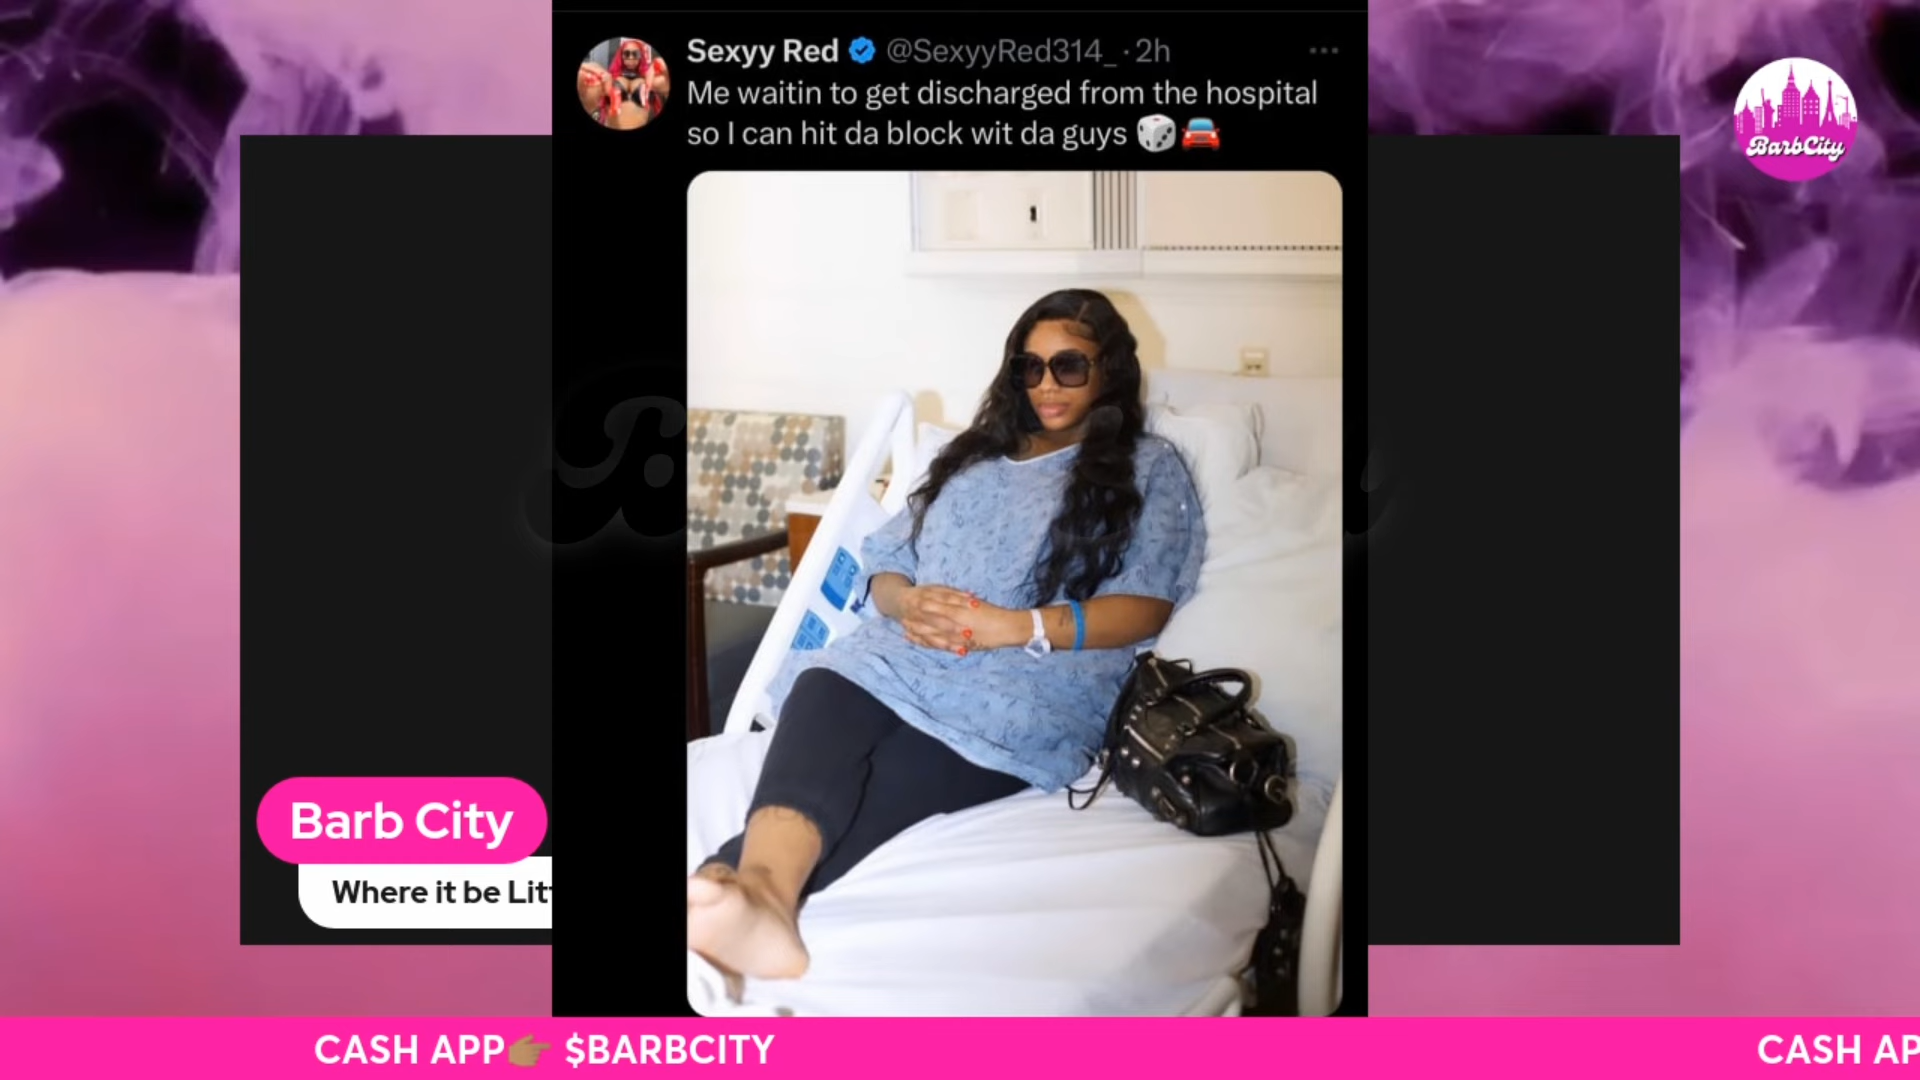 Sexyy Red @SexyyRed314_ · 2h
Me waitin to get discharged from the hospital
so I can hit da block wit da guys 🎲🚘
BarbCity
Barb City
Where it be Lit
CASH APP👉🏽 $BARBCITY
CASH AP